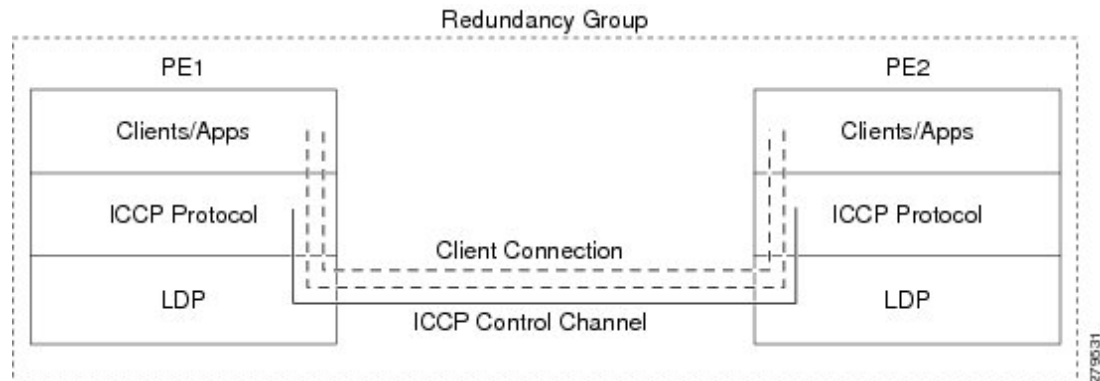 Redundancy Group
PE1
PE2
Clients/Apps
Clients/Apps
ICCP Protocol
ICCP Protocol
Client Connection
LDP
LDP
ICCP Control Channel
279531